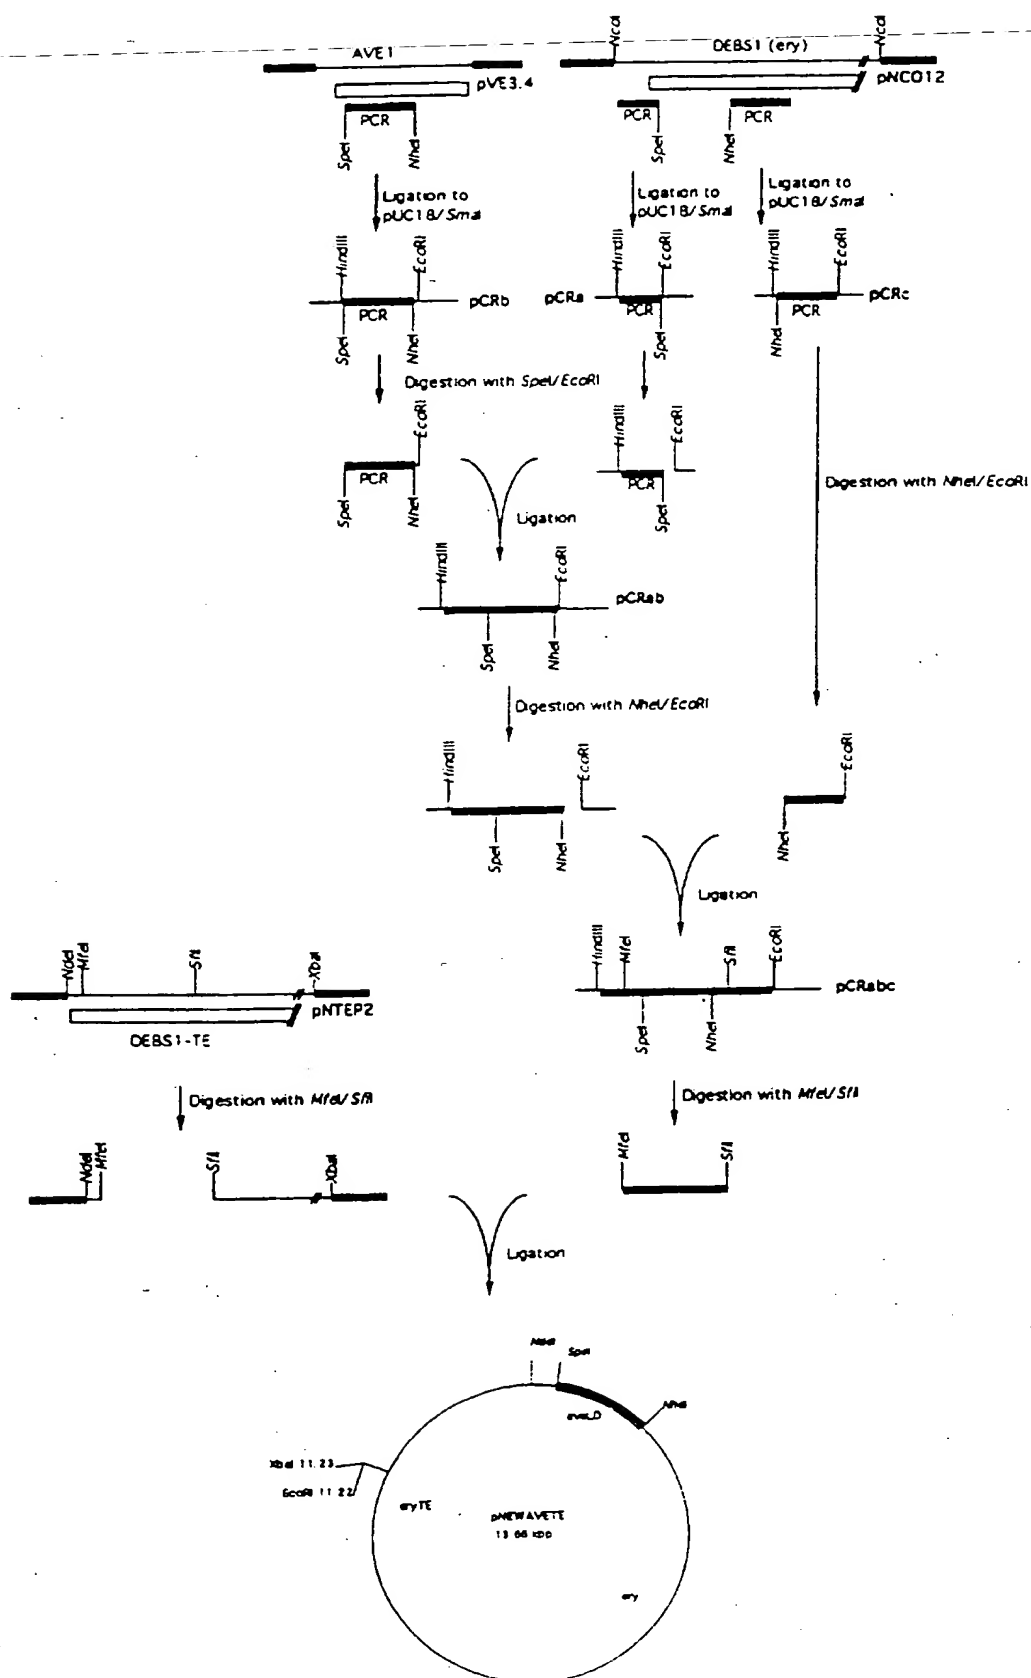 AVE1
DEBS1 (ery)
NcoI
NcoI
pVE3.4
pNCO12
PCR
PCR
PCR
SpeI
NheI
SpeI
NheI
Ligation to
pUC18/SmaI
Ligation to
pUC18/SmaI
Ligation to
pUC18/SmaI
HindIII
EcoRI
HindIII
EcoRI
HindIII
EcoRI
pCRb
pCRa
pCRc
PCR
PCR
PCR
SpeI
NheI
SpeI
NheI
Digestion with SpeI/EcoRI
EcoRI
HindIII
EcoRI
PCR
PCR
SpeI
NheI
SpeI
Digestion with NheI/EcoRI
Ligation
HindIII
EcoRI
pCRab
SpeI
NheI
Digestion with NheI/EcoRI
HindIII
EcoRI
EcoRI
SpeI
NheI
NheI
Ligation
NdeI
MfeI
SfiI
XbaI
HindIII
MfeI
SfiI
EcoRI
pNTEP2
pCRabc
DEBS1-TE
SpeI
NheI
Digestion with MfeI/SfiI
Digestion with MfeI/SfiI
NdeI
MfeI
SfiI
XbaI
MfeI
SfiI
Ligation
NdeI
SpeI
NheI
aveLD
XbaI 11.23
EcoRI 11.22
eryTE
pNEWAVETE
13.66 kbp
ery